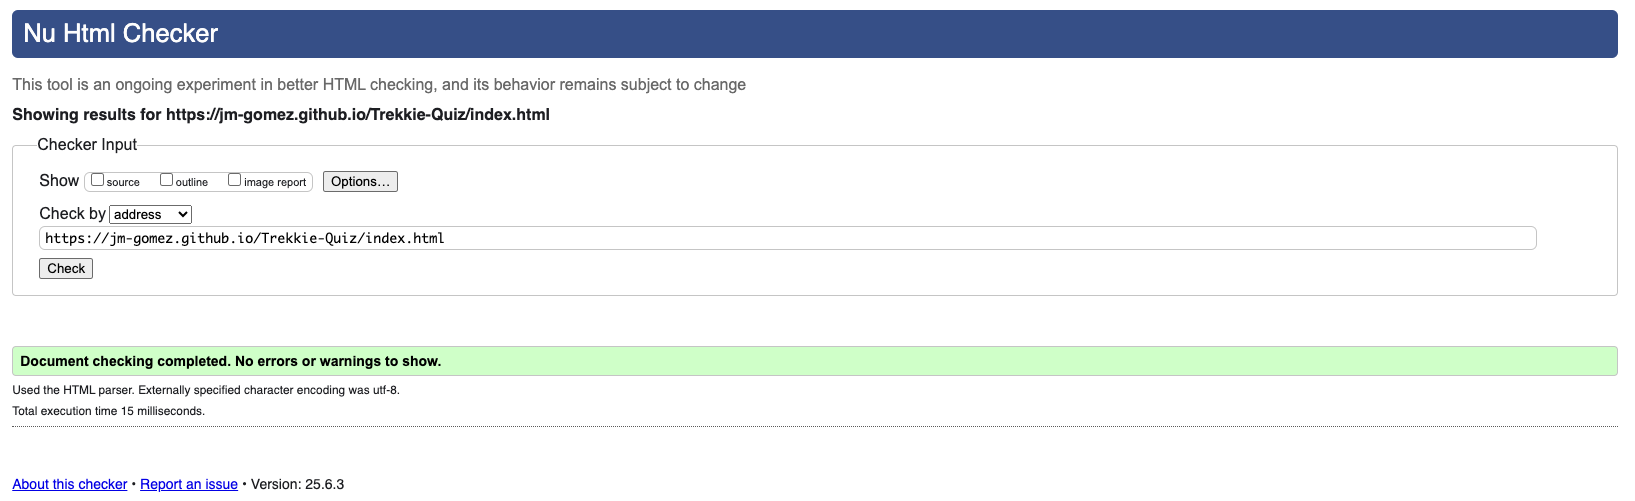 Nu Html Checker
This tool is an ongoing experiment in better HTML checking, and its behavior remains subject to change
Showing results for https://jm-gomez.github.io/Trekkie-Quiz/index.html
Checker Input
Show source outline image report Options...
Check by address
https://jm-gomez.github.io/Trekkie-Quiz/index.html
Check
Document checking completed. No errors or warnings to show.
Used the HTML parser. Externally specified character encoding was utf-8.
Total execution time 15 milliseconds.
About this checker • Report an issue • Version: 25.6.3